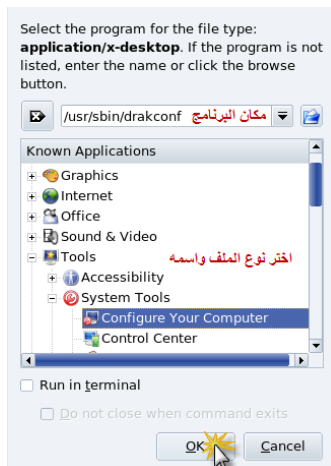 Select the program for the file type:
application/x-desktop. If the program is not
listed, enter the name or click the browse
button.
/usr/sbin/drakconf مكان البرنامج
Known Applications
Graphics
Internet
Office
Sound & Video
Tools اختر نوع الملف واسمه
Accessibility
System Tools
Configure Your Computer
Control Center
Run in terminal
Do not close when command exits
OK Cancel